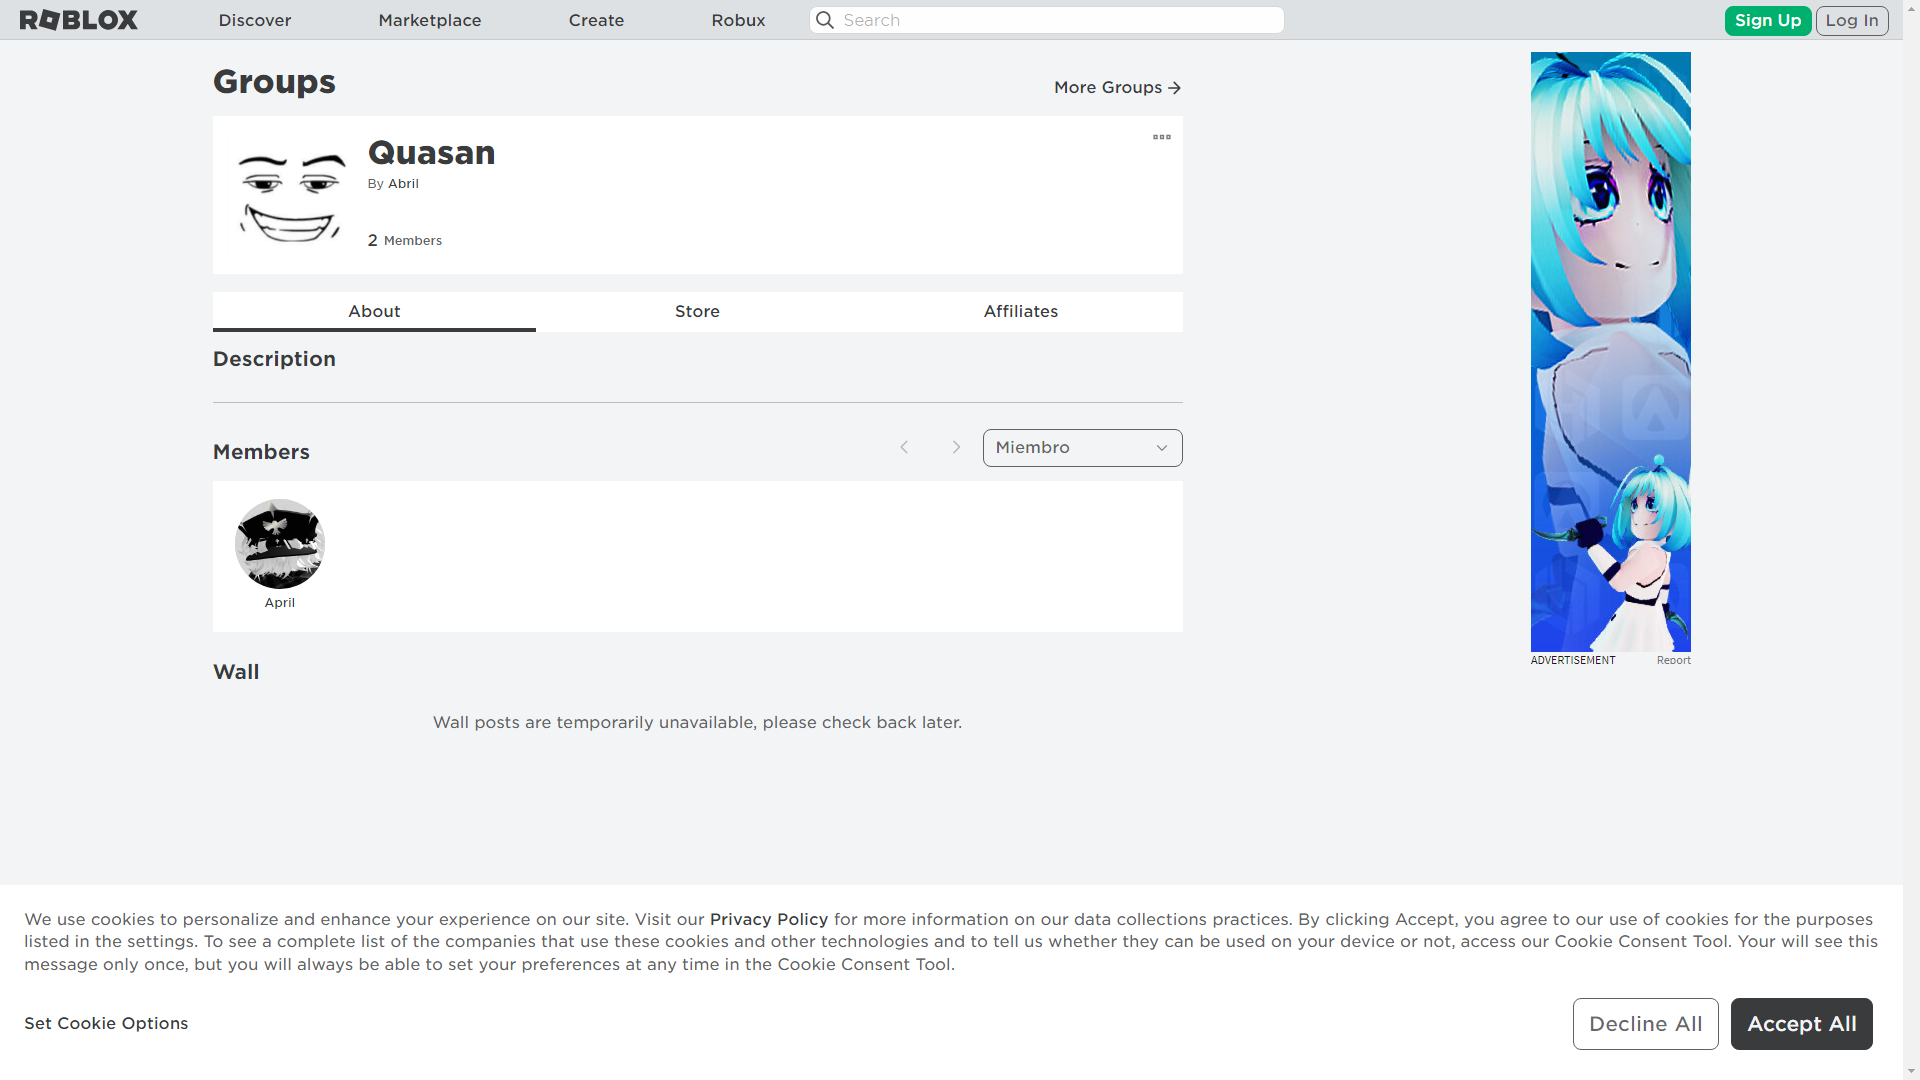 ROBLOX
Discover
Marketplace
Create
Robux
Search
Sign Up
Log In
Groups
More Groups
Quasan
By Abril
2 Members
About
Store
Affiliates
Description
Members
Miembro
April
Wall
Wall posts are temporarily unavailable, please check back later.
ADVERTISEMENT
Report
We use cookies to personalize and enhance your experience on our site. Visit our Privacy Policy for more information on our data collections practices. By clicking Accept, you agree to our use of cookies for the purposes
listed in the settings. To see a complete list of the companies that use these cookies and other technologies and to tell us whether they can be used on your device or not, access our Cookie Consent Tool. Your will see this
message only once, but you will always be able to set your preferences at any time in the Cookie Consent Tool.
Set Cookie Options
Decline All
Accept All